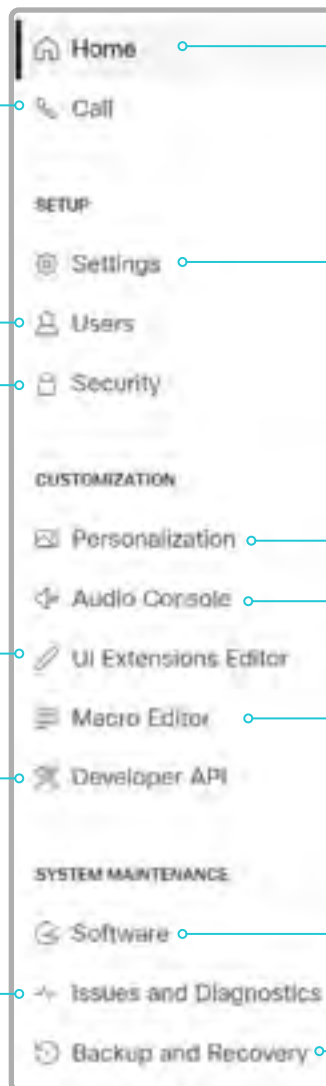 Home
Call
SETUP
Settings
Users
Security
CUSTOMIZATION
Personalization
Audio Console
UI Extensions Editor
Macro Editor
Developer API
SYSTEM MAINTENANCE
Software
Issues and Diagnostics
Backup and Recovery